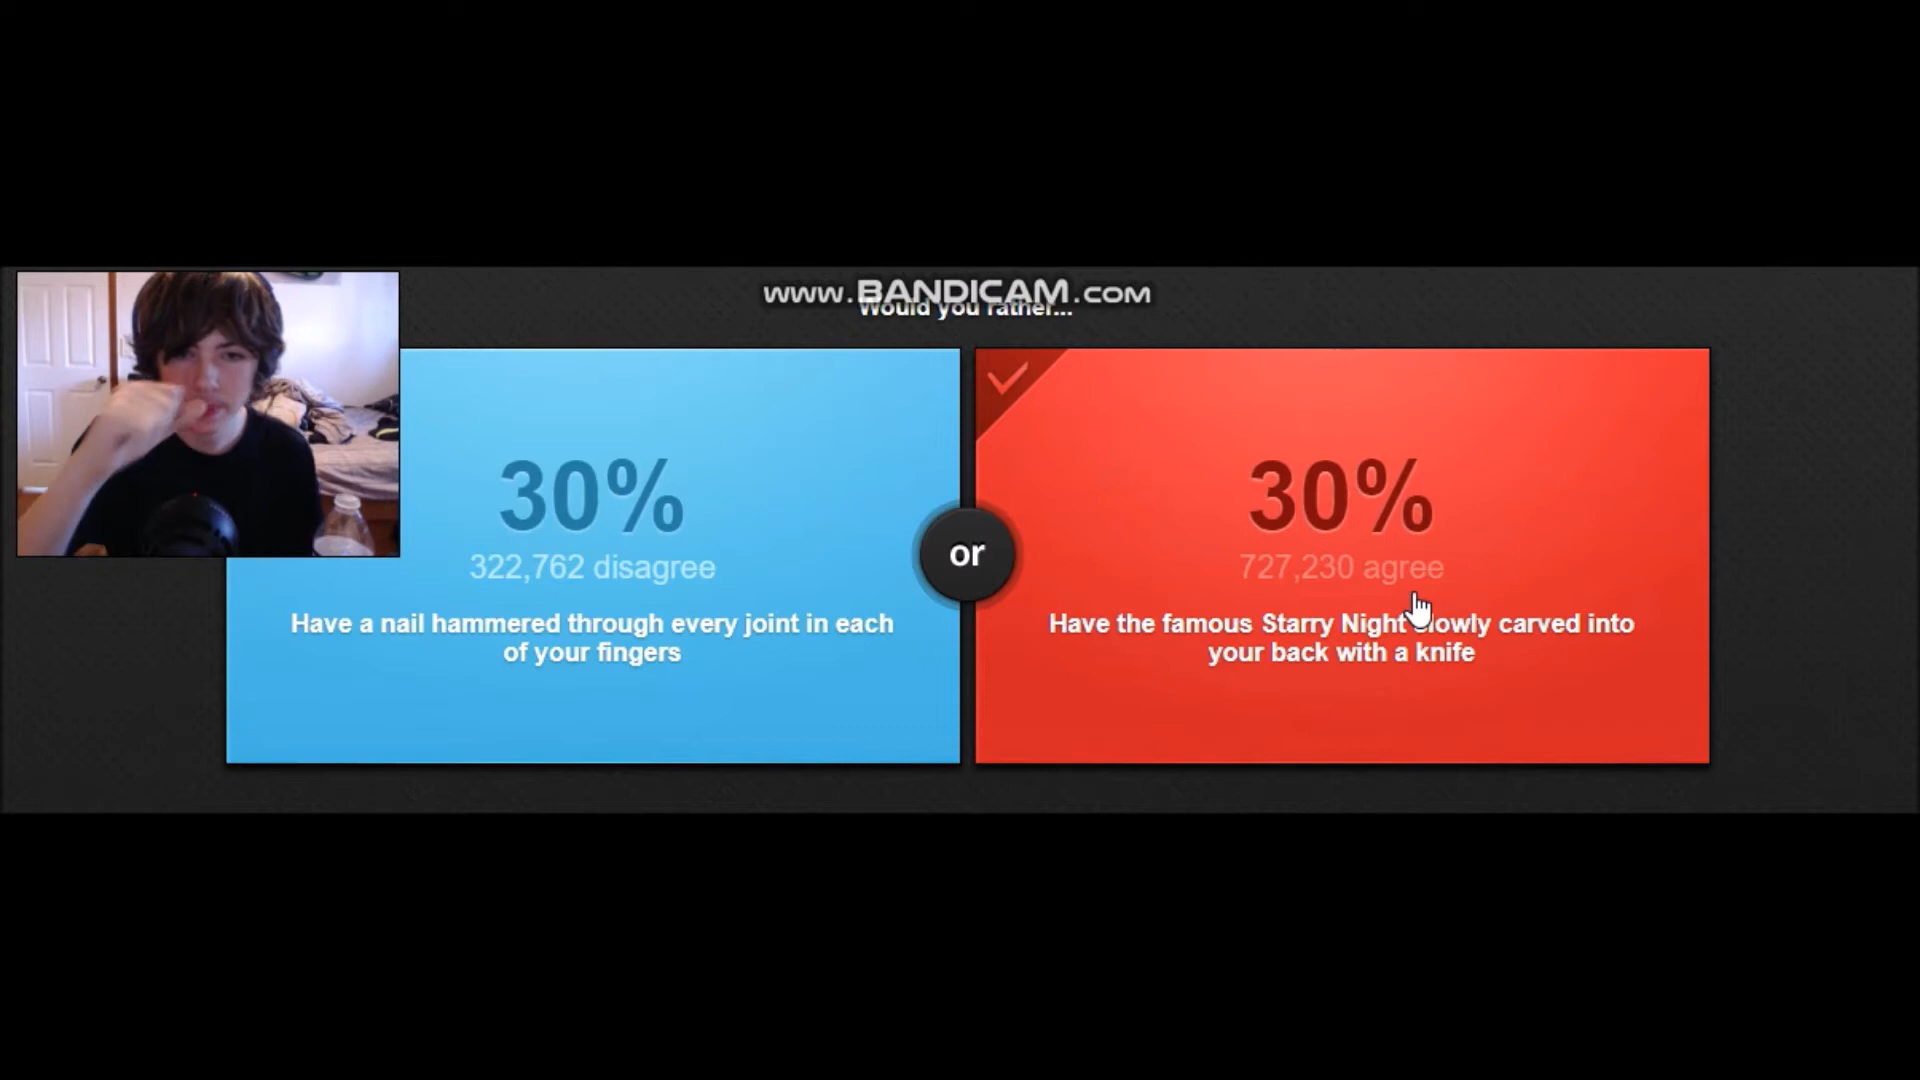 www.BANDICAM.com
Would you rather...
30%
322,762 disagree
Have a nail hammered through every joint in each
of your fingers
or
30%
727,230 agree
Have the famous Starry Night slowly carved into
your back with a knife